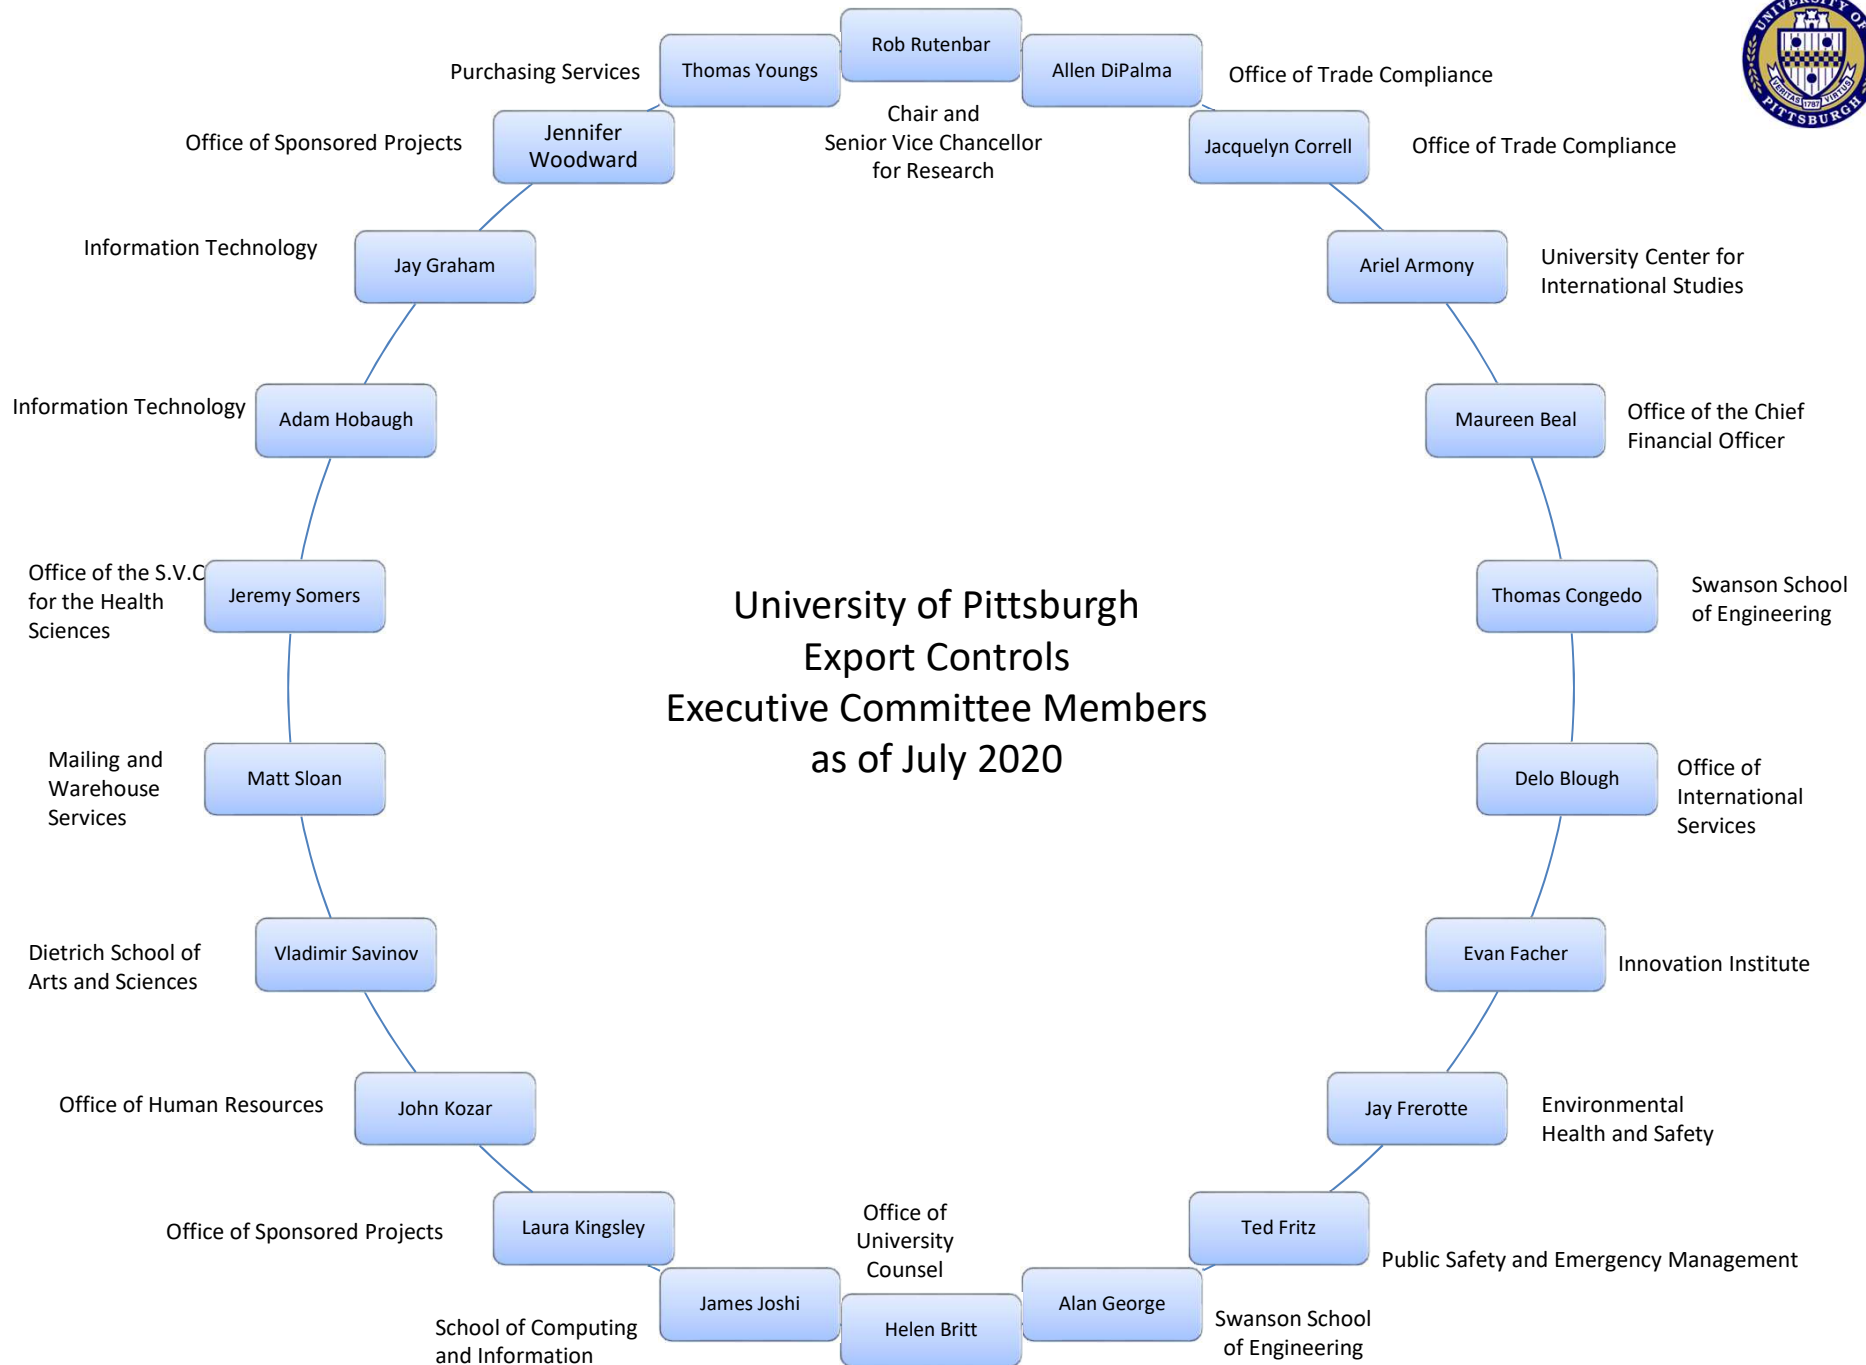 UNIVERSITY OF
PITTSBURGH
VERITAS 1787 VIRTUS
Rob Rutenbar
Chair and
Senior Vice Chancellor
for Research
Allen DiPalma
Office of Trade Compliance
Jacquelyn Correll
Office of Trade Compliance
Ariel Armony
University Center for
International Studies
Maureen Beal
Office of the Chief
Financial Officer
Thomas Congedo
Swanson School
of Engineering
Delo Blough
Office of
International
Services
Evan Facher
Innovation Institute
Jay Frerotte
Environmental
Health and Safety
Ted Fritz
Public Safety and Emergency Management
Alan George
Swanson School
of Engineering
Office of
University
Counsel
Helen Britt
James Joshi
School of Computing
and Information
Laura Kingsley
Office of Sponsored Projects
John Kozar
Office of Human Resources
Vladimir Savinov
Dietrich School of
Arts and Sciences
Matt Sloan
Mailing and
Warehouse
Services
Jeremy Somers
Office of the S.V.C
for the Health
Sciences
Adam Hobaugh
Information Technology
Jay Graham
Information Technology
Jennifer
Woodward
Office of Sponsored Projects
Thomas Youngs
Purchasing Services
University of Pittsburgh
Export Controls
Executive Committee Members
as of July 2020